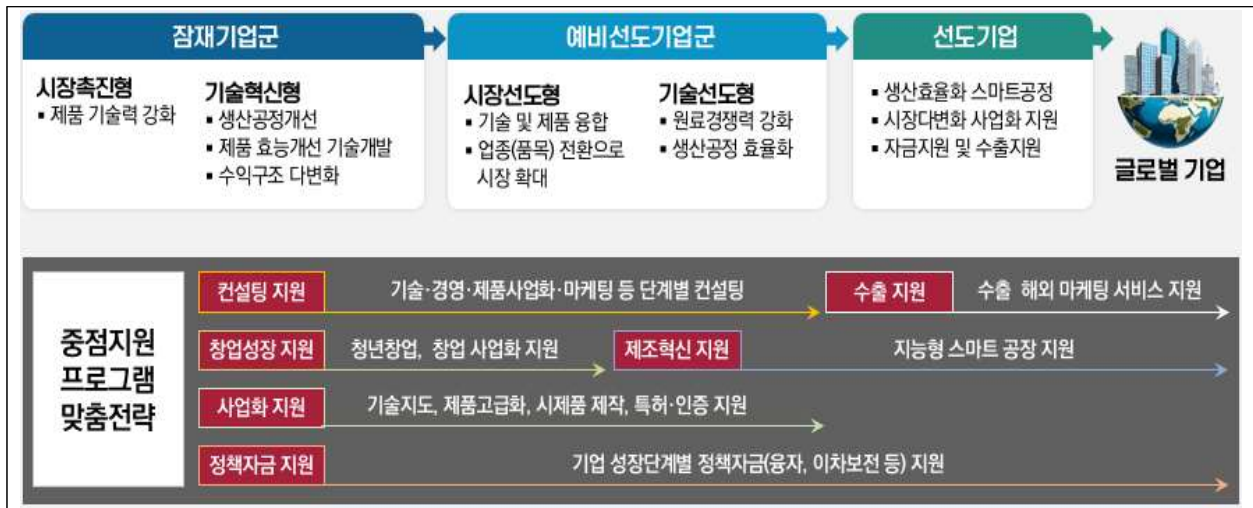 잠재기업군
예비선도기업군
선도기업
시장촉진형
▪ 제품 기술력 강화
기술혁신형
▪ 생산공정개선
▪ 제품 효능개선 기술개발
▪ 수익구조 다변화
시장선도형
▪ 기술 및 제품 융합
▪ 업종(품목) 전환으로
시장 확대
기술선도형
▪ 원료경쟁력 강화
▪ 생산공정 효율화
▪ 생산효율화 스마트공정
▪ 시장다변화 사업화 지원
▪ 자금지원 및 수출지원
글로벌 기업
중점지원
프로그램
맞춤전략
컨설팅 지원
기술·경영·제품사업화·마케팅 등 단계별 컨설팅
수출 지원
수출 해외 마케팅 서비스 지원
창업성장 지원
청년창업, 창업 사업화 지원
제조혁신 지원
지능형 스마트 공장 지원
사업화 지원
기술지도, 제품고급화, 시제품 제작, 특허·인증 지원
정책자금 지원
기업 성장단계별 정책자금(융자, 이차보전 등) 지원